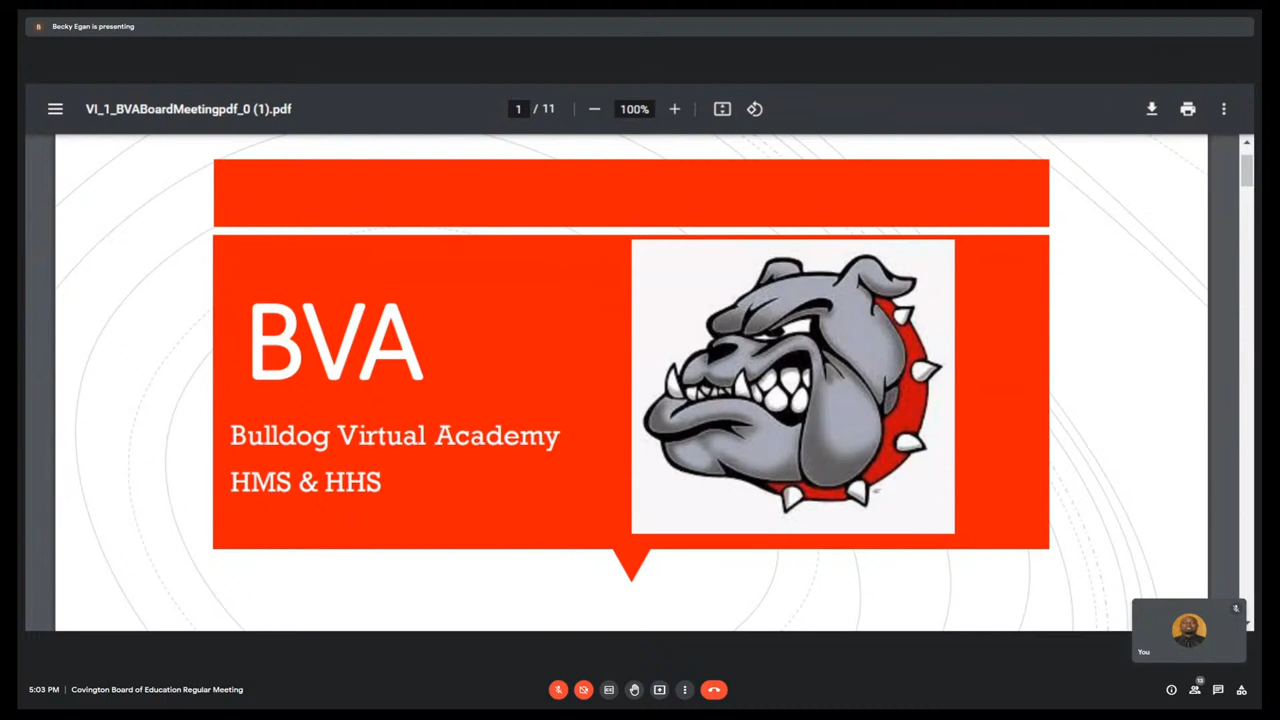 B
Becky Egan is presenting
VI_1_BVABoardMeetingpdf_0 (1).pdf
1 / 11
100%
BVA
Bulldog Virtual Academy
HMS & HHS
You
5:03 PM | Covington Board of Education Regular Meeting
13